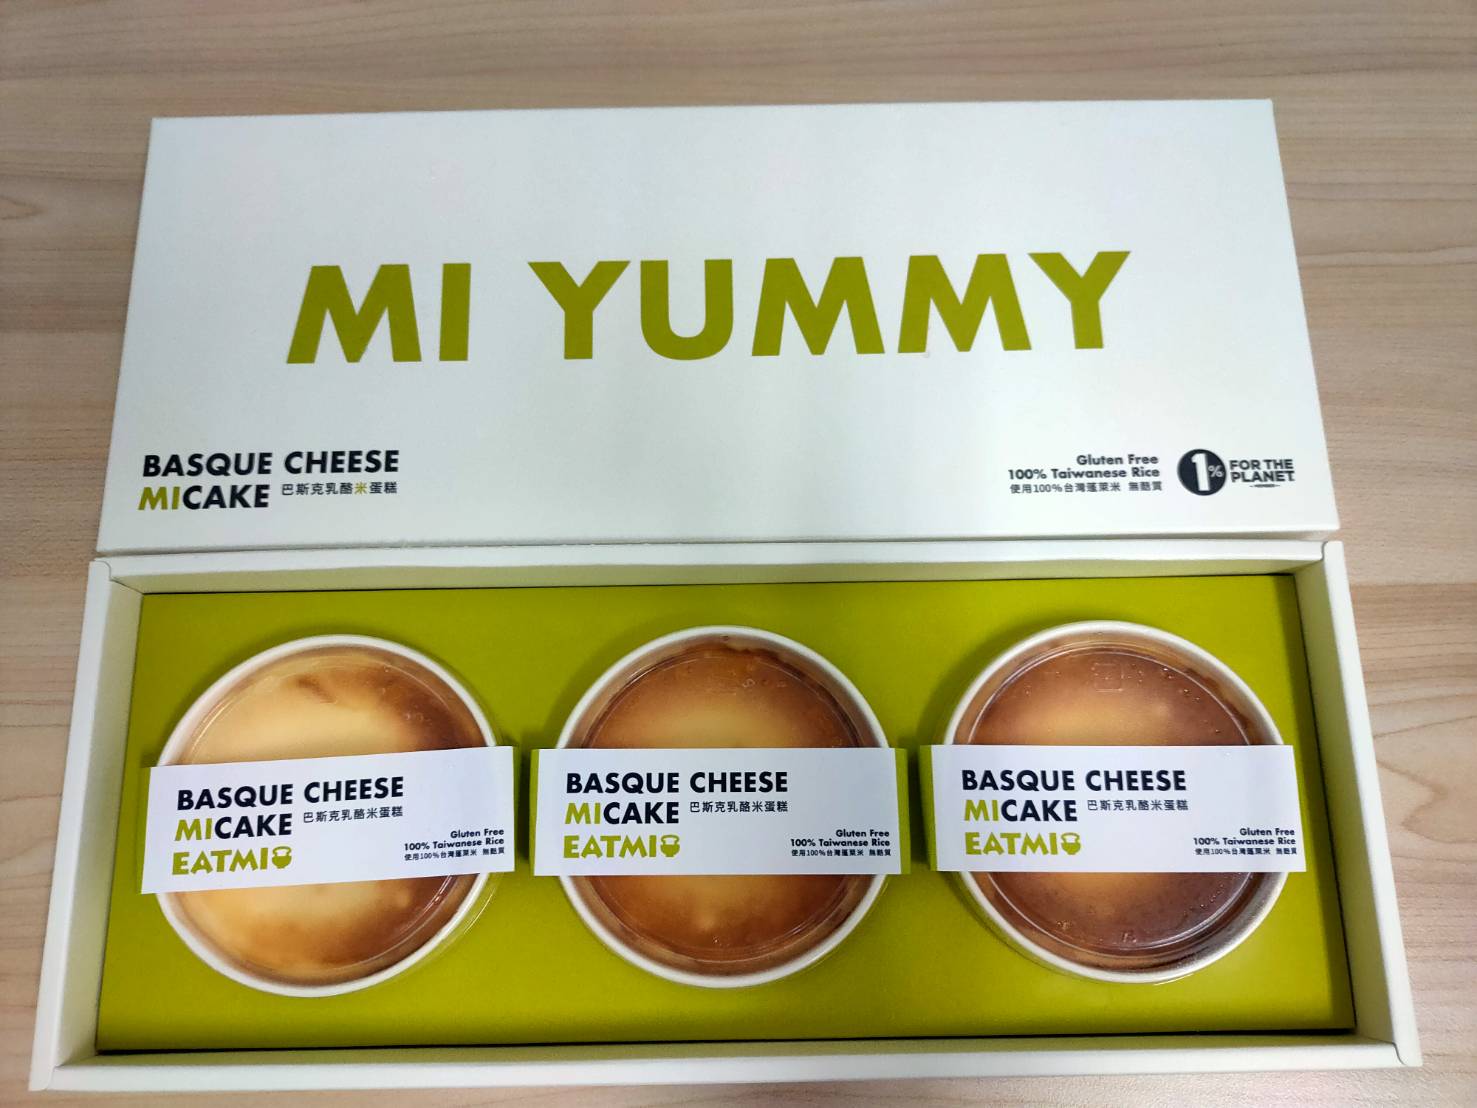 MI YUMMY
BASQUE CHEESE
MICAKE 巴斯克乳酪米蛋糕
Gluten Free
100% Taiwanese Rice
使用100%台灣蓬萊米 無麩質
1% FOR THE
PLANET
BASQUE CHEESE
MICAKE 巴斯克乳酪米蛋糕
EATMI
Gluten Free
100% Taiwanese Rice
使用100%台灣蓬萊米 無麩質
BASQUE CHEESE
MICAKE 巴斯克乳酪米蛋糕
EATMI
Gluten Free
100% Taiwanese Rice
使用100%台灣蓬萊米 無麩質
BASQUE CHEESE
MICAKE 巴斯克乳酪米蛋糕
EATMI
Gluten Free
100% Taiwanese Rice
使用100%台灣蓬萊米 無麩質